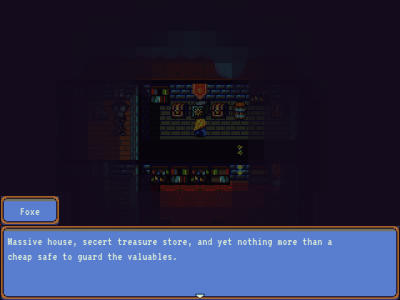 Foxe
Massive house, secert treasure store, and yet nothing more than a
cheap safe to guard the valuables.